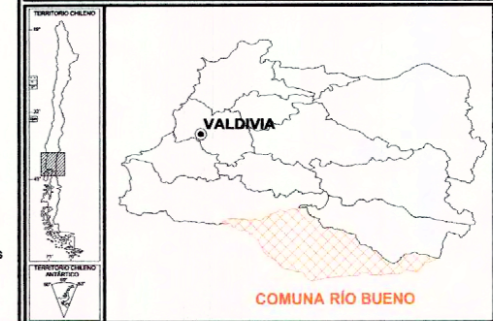 TERRITORIO CHILENO
VALDIVIA
s
TERRITORIO CHILENO
ANTÁRTICO
COMUNA RÍO BUENO